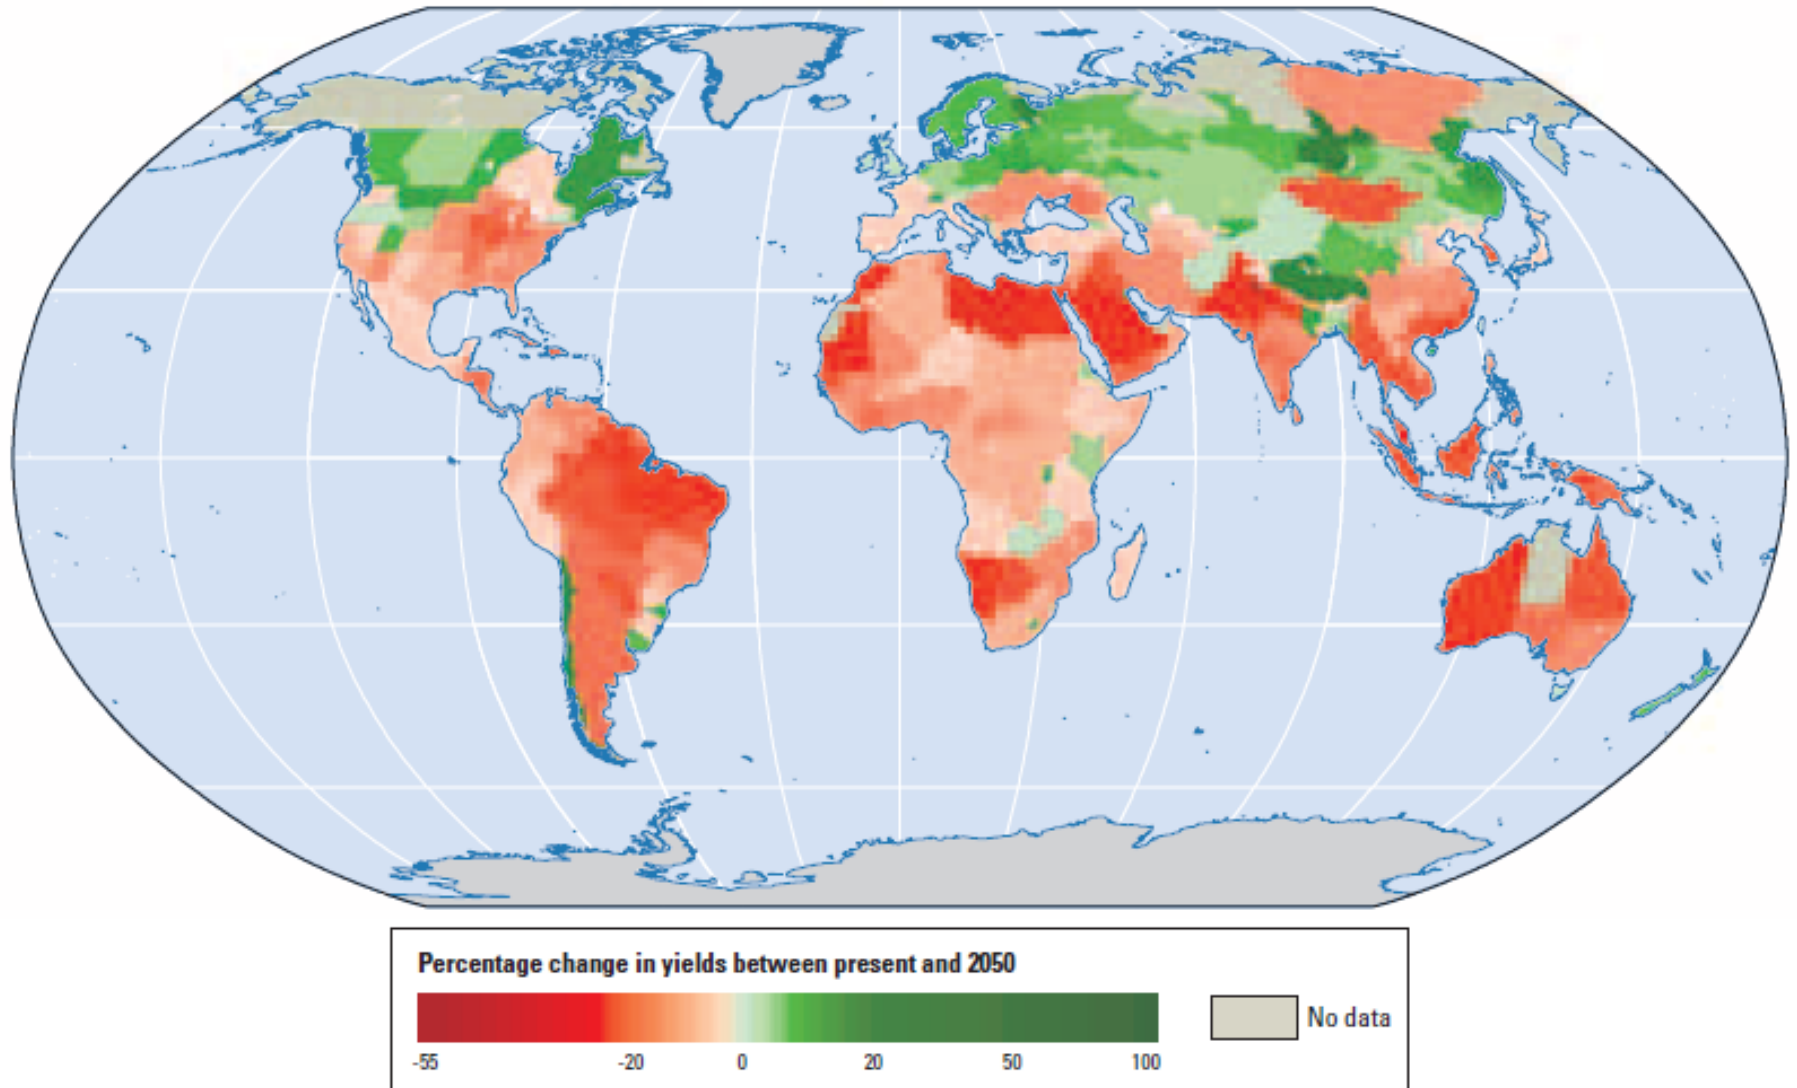 Percentage change in yields between present and 2050
No data
-55 -20 0 20 50 100